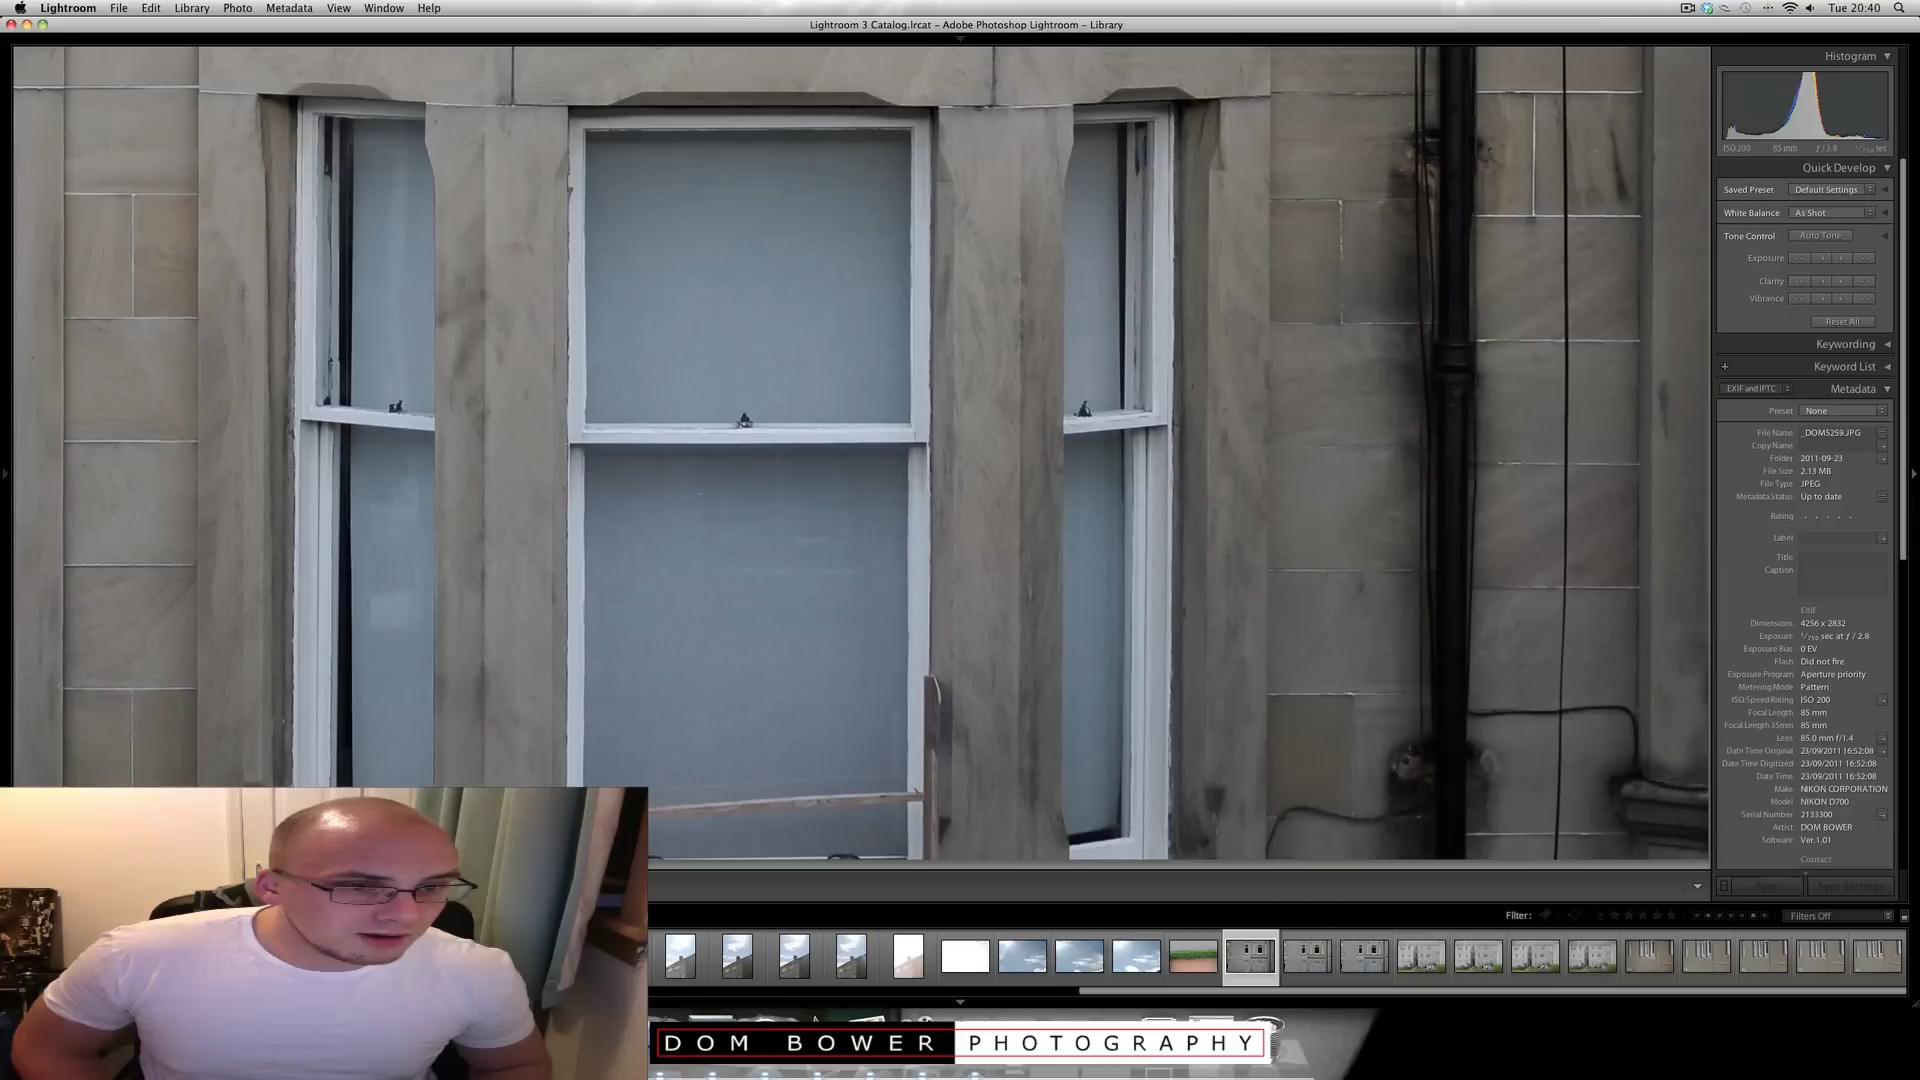 Lightroom File Edit Library Photo Metadata View Window Help
Tue 20:40
Lightroom 3 Catalog.lrcat - Adobe Photoshop Lightroom - Library
Histogram
ISO 200 85 mm ƒ / 2.8
Quick Develop
Saved Preset Default Settings
White Balance As Shot
Tone Control Auto Tone
Exposure
Clarity
Vibrance
Reset All
Keywording
Keyword List
EXIF and IPTC Metadata
Preset None
File Name _DOM5259.JPG
Copy Name
Folder 2011-09-23
File Size 2.13 MB
File Type JPEG
Metadata Status Up to date
Rating
Label
Title
Caption
EXIF
Dimensions 4256 x 2832
Exposure 1/750 sec at ƒ / 2.8
Exposure Bias 0 EV
Flash Did not fire
Exposure Program Aperture priority
Metering Mode Pattern
ISO Speed Rating ISO 200
Focal Length 85 mm
Focal Length 35mm 85 mm
Lens 85.0 mm f/1.4
Date Time Original 23/09/2011 16:52:08
Date Time Digitized 23/09/2011 16:52:08
Date Time 23/09/2011 16:52:08
Make NIKON CORPORATION
Model NIKON D700
Serial Number 2133300
Artist DOM BOWER
Software Ver.1.01
Contact
Sync Sync Settings
Filter: Filters Off
DOM BOWER PHOTOGRAPHY